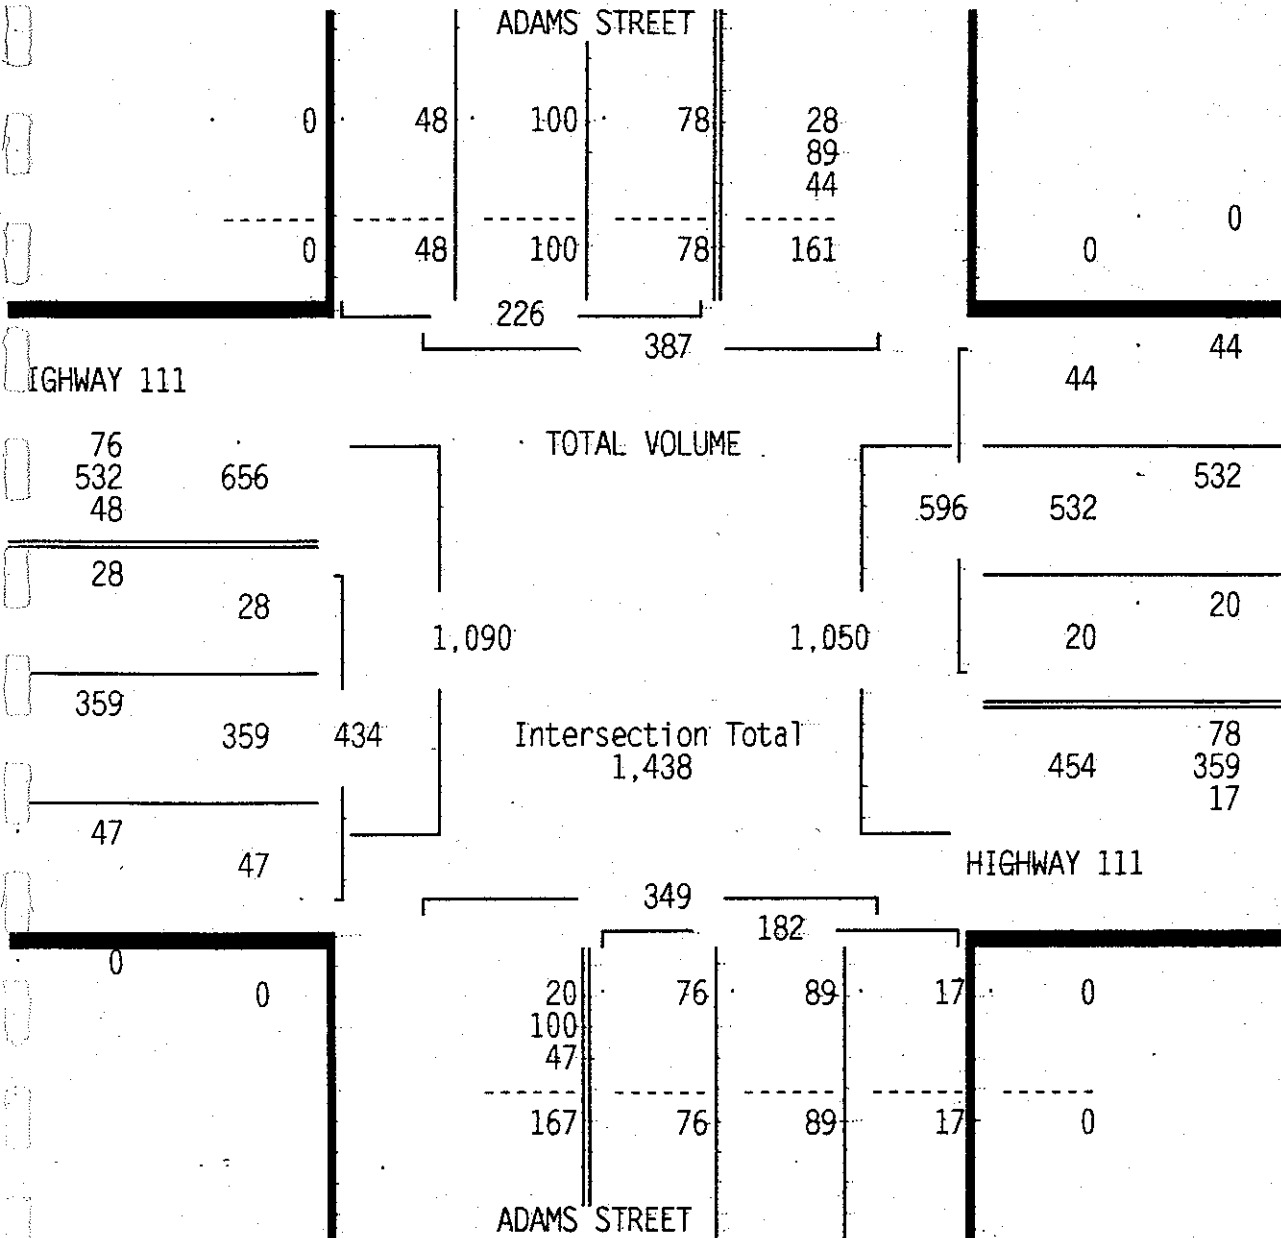 ADAMS STREET
0 48 100 78 28
89
44
0
0 48 100 78 161 0
226
387 44
IGHWAY 111 44
76 TOTAL VOLUME
532 656 532
48 596 532
28
28 20
1,090 1,050 20
359
359 434 Intersection Total 78
1,438 454 359
17
47
47 HIGHWAY 111
349
182
0
0 20 76 89 17 0
100
47
167 76 89 17 0
ADAMS STREET